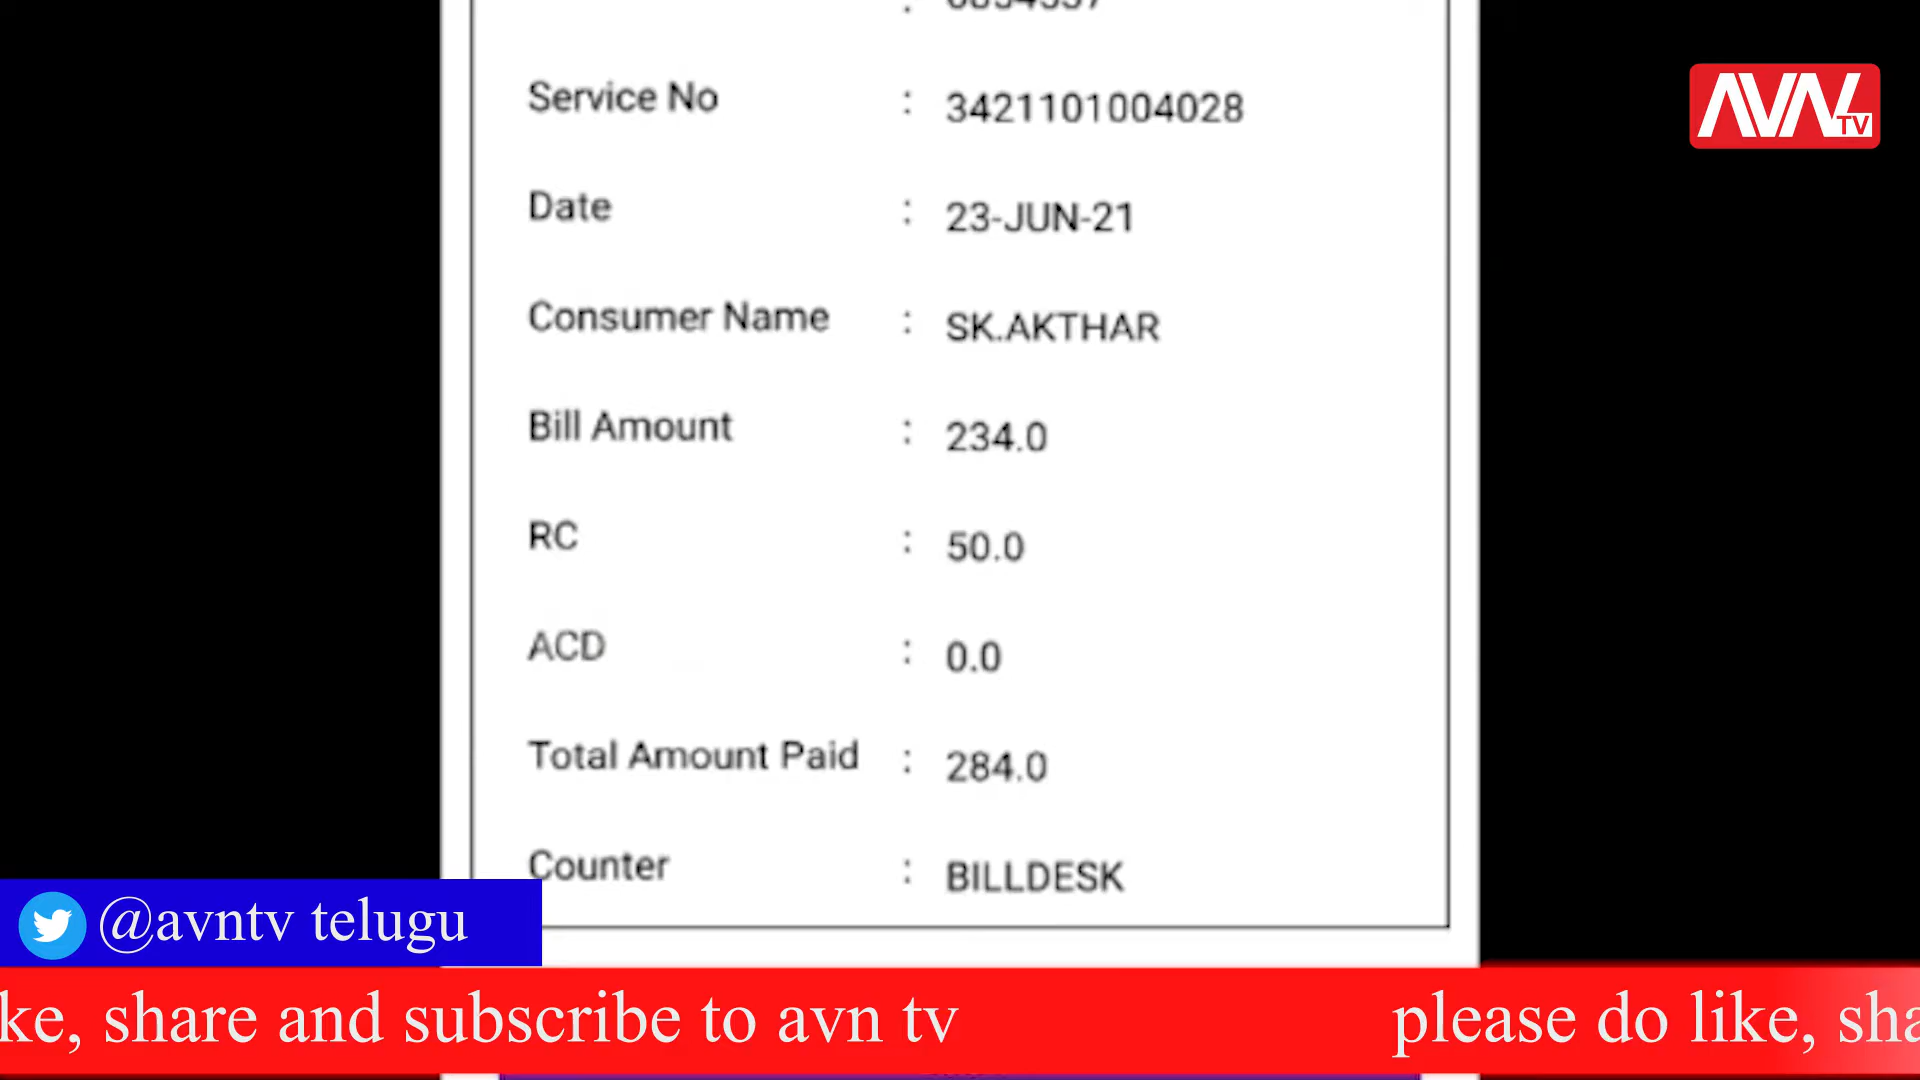 Service No : 3421101004028
Date : 23-JUN-21
Consumer Name : SK.AKTHAR
Bill Amount : 234.0
RC : 50.0
ACD : 0.0
Total Amount Paid : 284.0
Counter : BILLDESK
AVN TV
@avntv telugu
ke, share and subscribe to avn tv please do like, sha